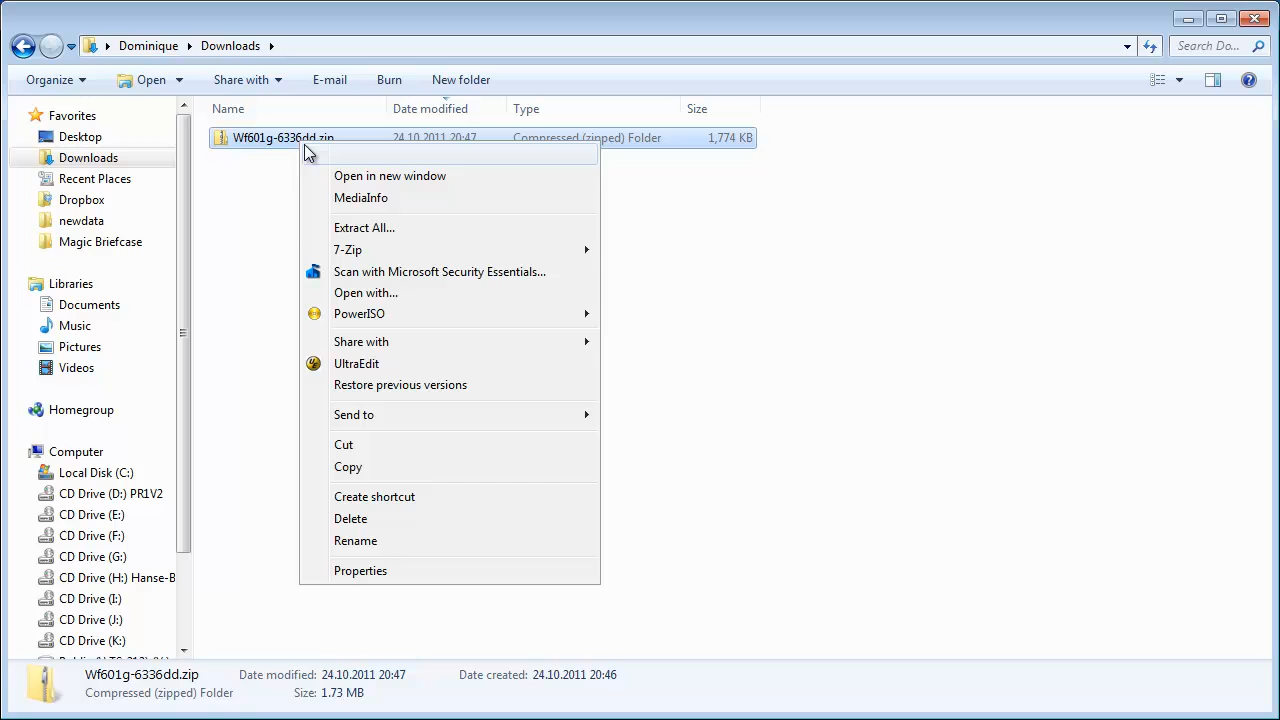 Dominique Downloads Search Do...
Organize Open Share with E-mail Burn New folder
Favorites
Desktop
Downloads
Recent Places
Dropbox
newdata
Magic Briefcase
Libraries
Documents
Music
Pictures
Videos
Homegroup
Computer
Local Disk (C:)
CD Drive (D:) PR1V2
CD Drive (E:)
CD Drive (F:)
CD Drive (G:)
CD Drive (H:) Hanse-B
CD Drive (I:)
CD Drive (J:)
CD Drive (K:)
Name Date modified Type Size
Wf601g-6336dd.zip 24.10.2011 20:47 Compressed (zipped) Folder 1,774 KB
Open in new window
MediaInfo
Extract All...
7-Zip
Scan with Microsoft Security Essentials...
Open with...
PowerISO
Share with
UltraEdit
Restore previous versions
Send to
Cut
Copy
Create shortcut
Delete
Rename
Properties
Wf601g-6336dd.zip Date modified: 24.10.2011 20:47 Date created: 24.10.2011 20:46
Compressed (zipped) Folder Size: 1.73 MB